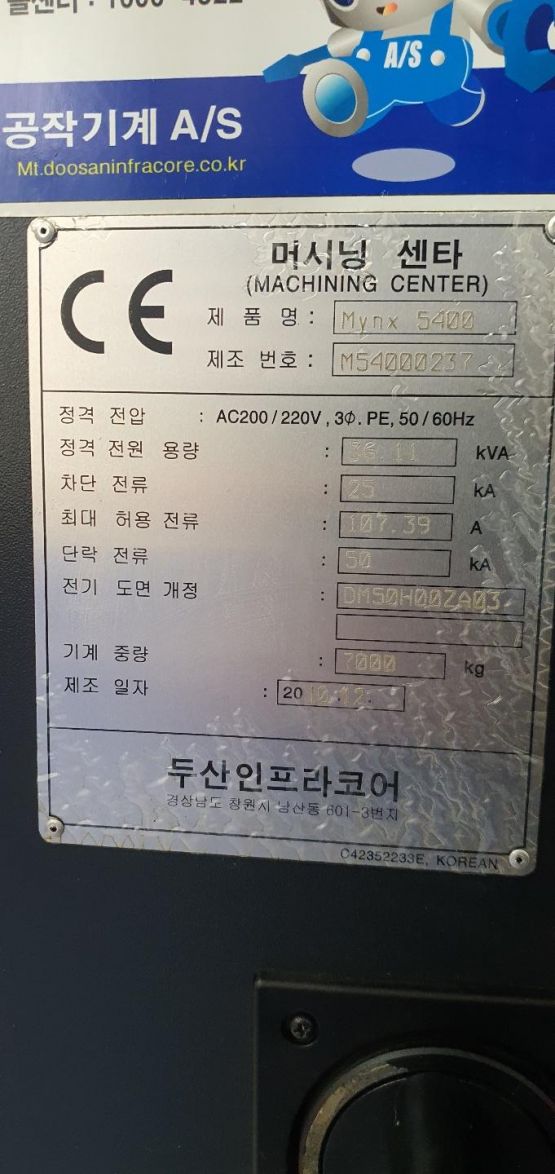 A/S
공작기계 A/S
Mt.doosaninfracore.co.kr
머시닝 센타
(MACHINING CENTER)
CE
제 품 명 : Mynx 5400
제조 번호 : MS4000237
정격 전압 : AC200/220V, 3Φ. PE, 50/60Hz
정격 전원 용량 : 36.11 kVA
차단 전류 : 25 kA
최대 허용 전류 : 107.39 A
단락 전류 : 50 kA
전기 도면 개정 : DMS0H00ZA03
기계 중량 : 7000 kg
제조 일자 : 2010.12.
두산인프라코어
경상남도 창원시 남산동 601-3번지
C42352233E, KOREAN